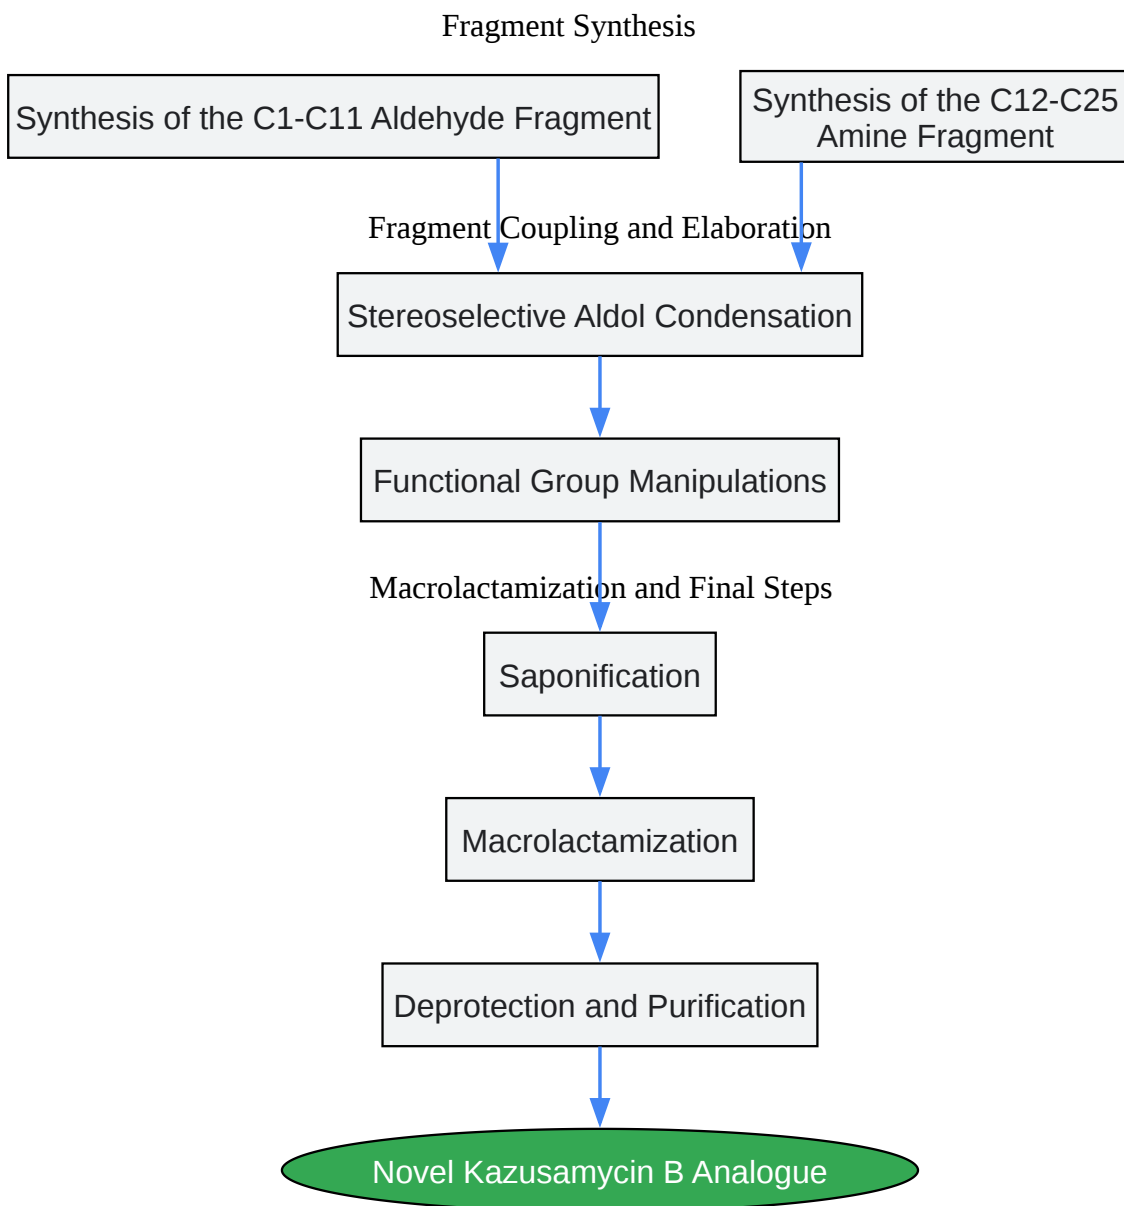 Fragment Synthesis
Synthesis of the C1-C11 Aldehyde Fragment
Synthesis of the C12-C25
Amine Fragment
Fragment Coupling and Elaboration
Stereoselective Aldol Condensation
Functional Group Manipulations
Macrolactamization and Final Steps
Saponification
Macrolactamization
Deprotection and Purification
Novel Kazusamycin B Analogue